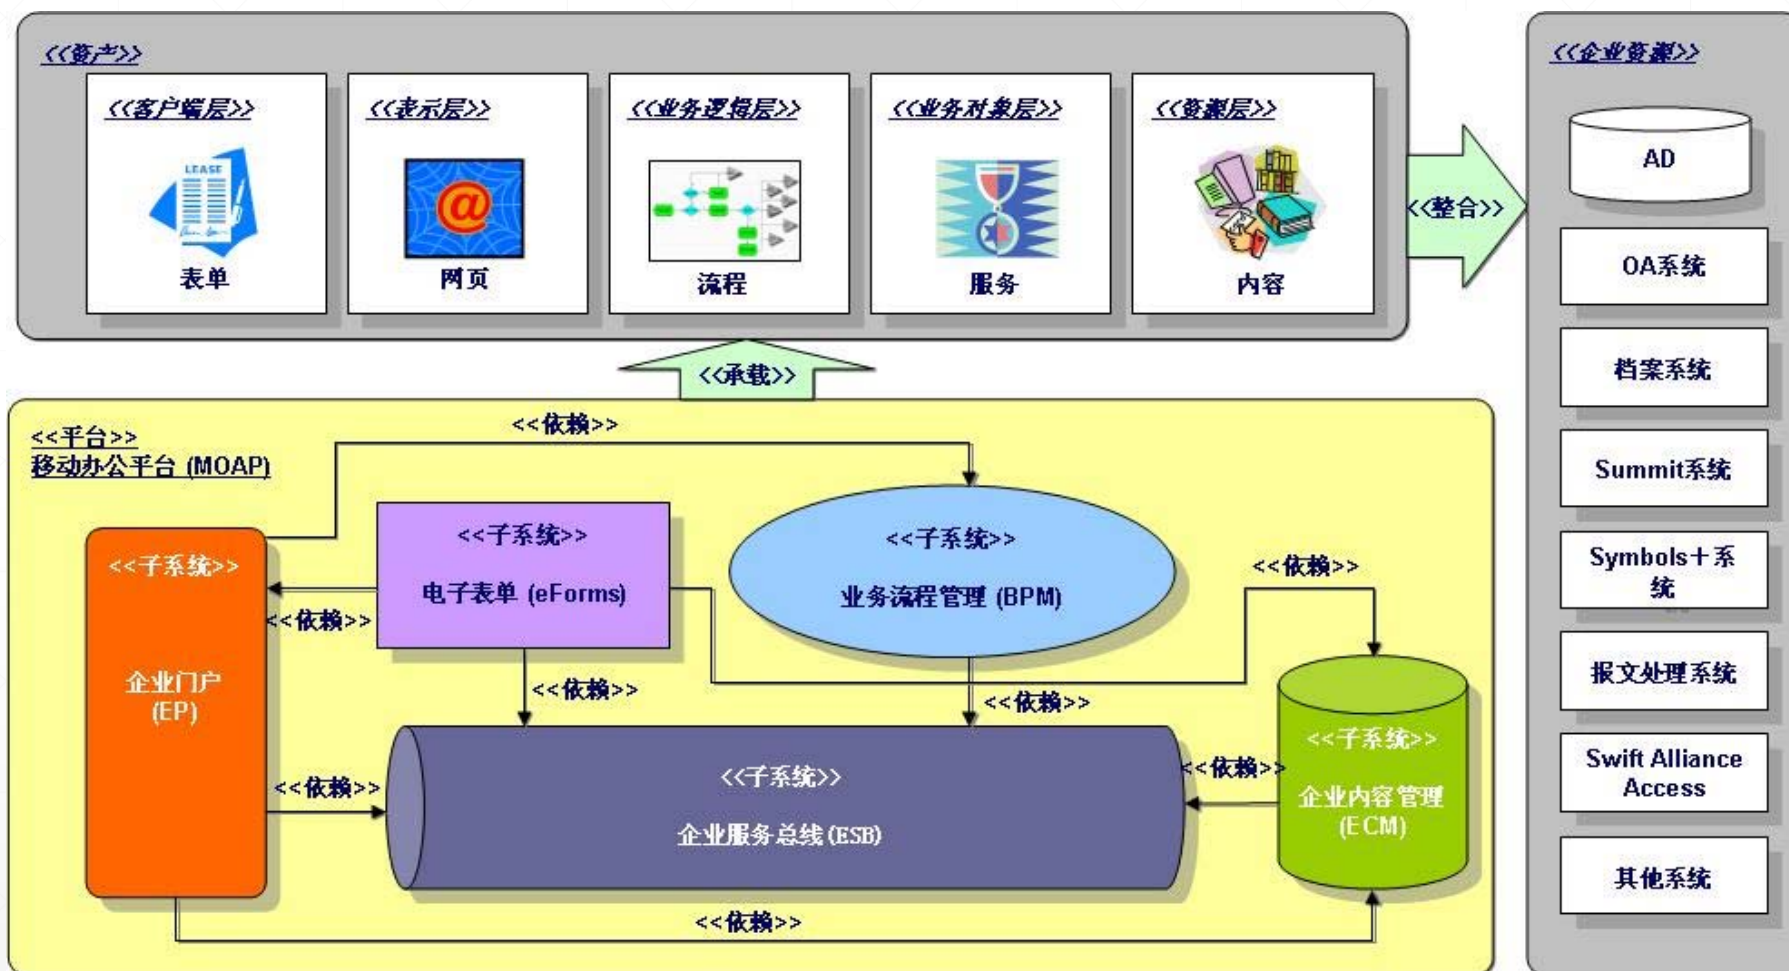 <<资产>>
<<客户端层>>
LEASE
表单
<<表示层>>
@
网页
<<业务逻辑层>>
流程
<<业务对象层>>
服务
<<资源层>>
内容
<<整合>>
<<企业资源>>
AD
OA系统
档案系统
Summit系统
Symbols+系
统
报文处理系统
Swift Alliance
Access
其他系统
<<承载>>
<<平台>>
移动办公平台 (MOAP)
<<依赖>>
<<子系统>>
企业门户
(EP)
<<子系统>>
电子表单 (eForms)
<<子系统>>
业务流程管理 (BPM)
<<依赖>>
<<依赖>>
<<依赖>>
<<依赖>>
<<依赖>>
<<子系统>>
企业服务总线(ESB)
<<依赖>>
<<子系统>>
企业内容管理
(ECM)
<<依赖>>